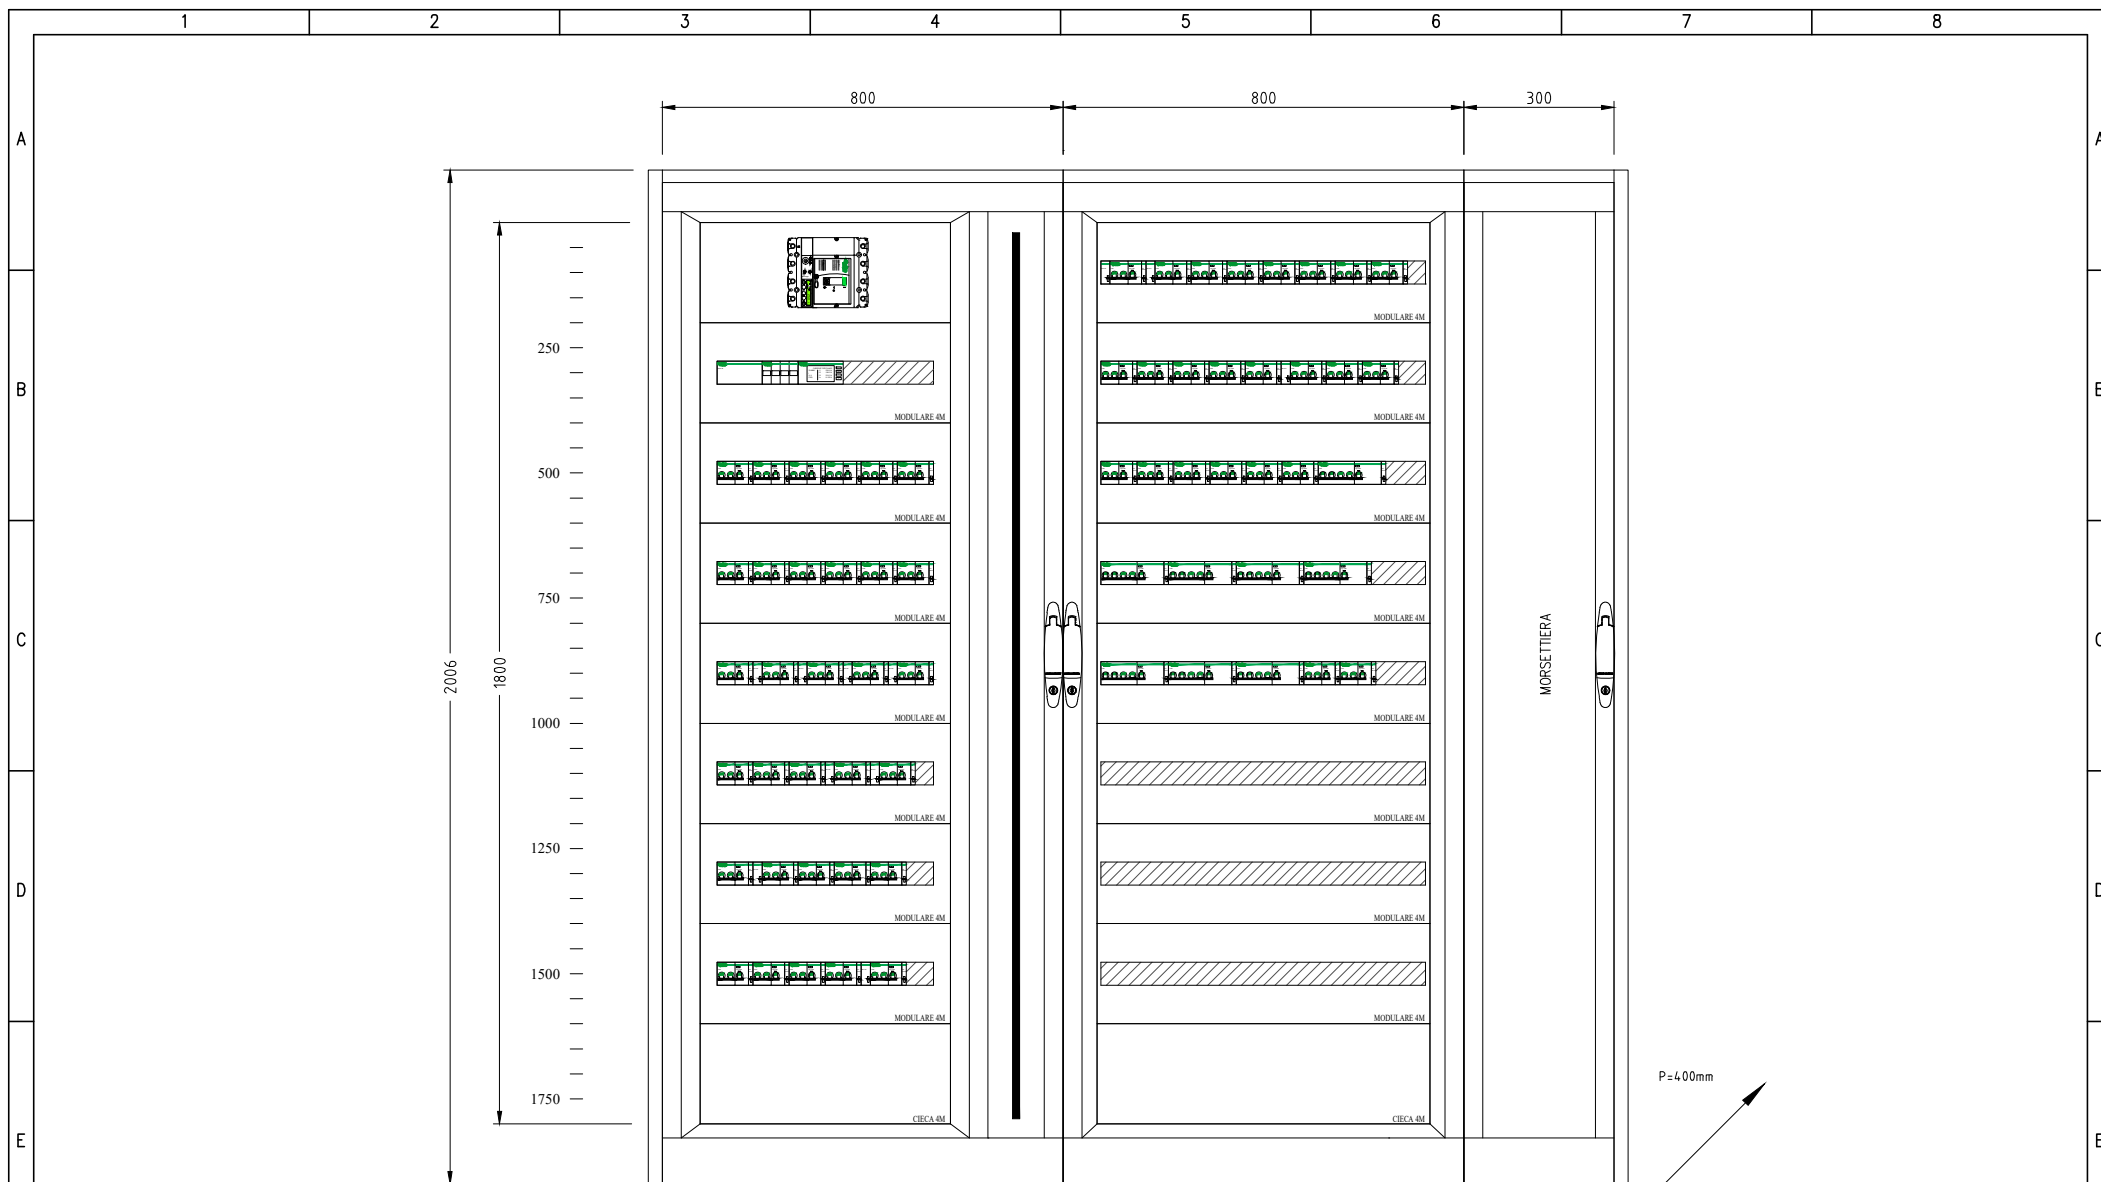 1 2 3 4 5 6 7 8
800 800 300
A A
MODULARE 4M
250
B
MODULARE 4M MODULARE 4M
500
MODULARE 4M MODULARE 4M
750
MODULARE 4M MODULARE 4M
C
2006
1800
MORSETTIERA
MODULARE 4M MODULARE 4M
1000
MODULARE 4M MODULARE 4M
1250
D D
MODULARE 4M MODULARE 4M
1500
MODULARE 4M MODULARE 4M
P=400mm
1750
CIECA 4M CIECA 4M
E